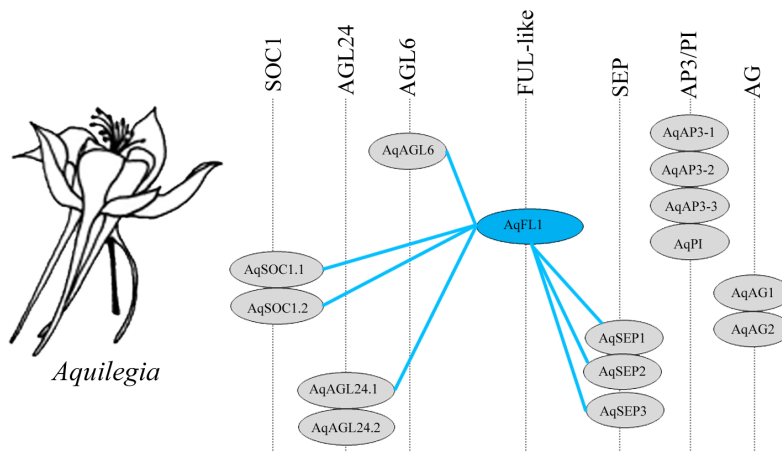 SOC1
AGL24
AGL6
FUL-like
SEP
AP3/PI
AG
AqAP3-1
AqAGL6
AqAP3-2
AqAP3-3
AqFL1
AqPI
AqSOC1.1
AqAG1
AqSOC1.2
AqAG2
AqSEP1
Aquilegia
AqSEP2
AqAGL24.1
AqSEP3
AqAGL24.2